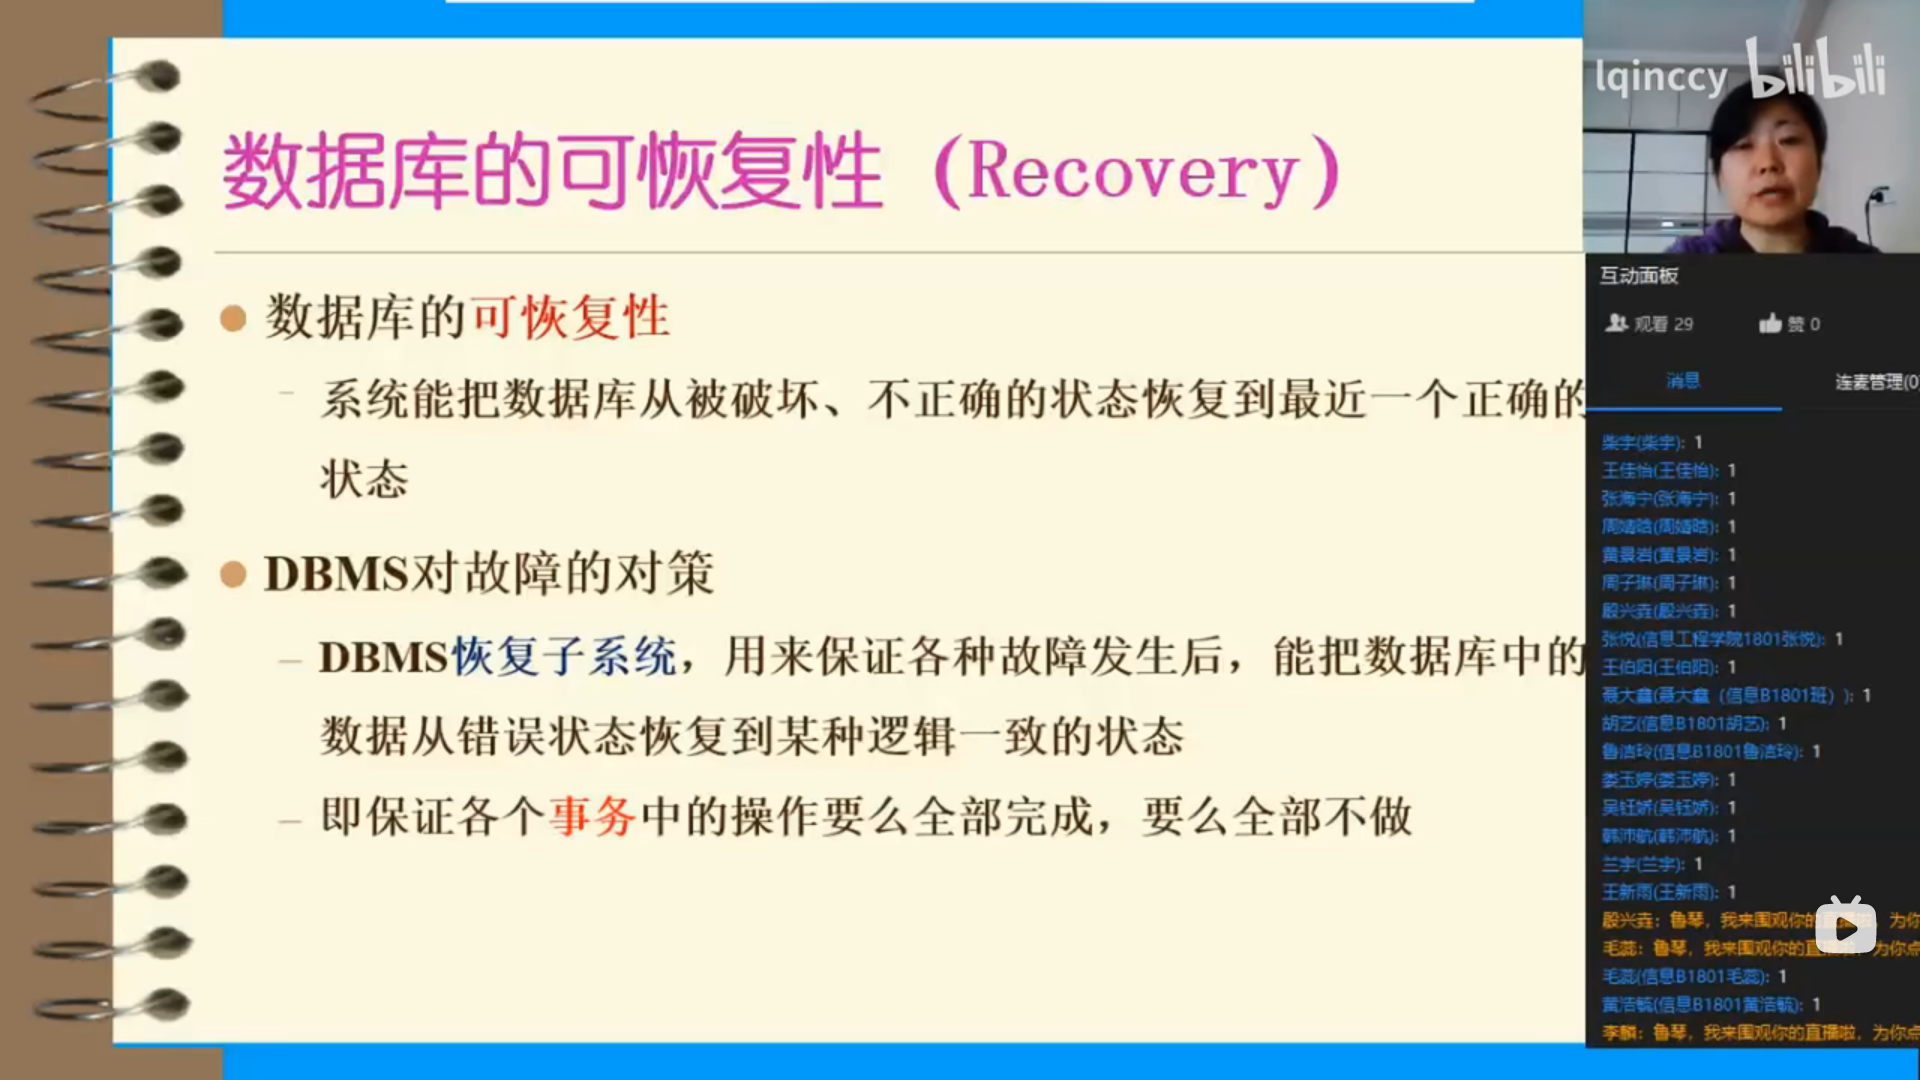 数据库的可恢复性（Recovery）
数据库的可恢复性
系统能把数据库从被破坏、不正确的状态恢复到最近一个正确的
状态
DBMS对故障的对策
DBMS恢复子系统，用来保证各种故障发生后，能把数据库中的
数据从错误状态恢复到某种逻辑一致的状态
即保证各个事务中的操作要么全部完成，要么全部不做
lqinccy bilibili
互动面板
观看 29 赞 0
消息 连麦管理(0
柴宇(柴宇): 1
王佳怡(王佳怡): 1
张海宁(张海宁): 1
黄景岩(黄景岩): 1
周子琳(周子琳): 1
殷兴垚(殷兴垚): 1
张悦(信息工程学院1801张悦): 1
王伯阳(王伯阳): 1
聂大鑫(聂大鑫（信息B1801班）): 1
胡艺(信息B1801胡艺): 1
鲁洁玲(信息B1801鲁洁玲): 1
娄玉婷(娄玉婷): 1
吴钰娇(吴钰娇): 1
韩沛航(韩沛航): 1
兰宇(兰宇): 1
王新雨(王新雨): 1
殷兴垚: 鲁琴，我来围观你的直播啦，为你
毛蕊: 鲁琴，我来围观你的直 为你点
毛蕊(信息B1801毛蕊): 1
黄浩毓(信息B1801黄浩毓): 1
李麟: 鲁琴，我来围观你的直播啦，为你点